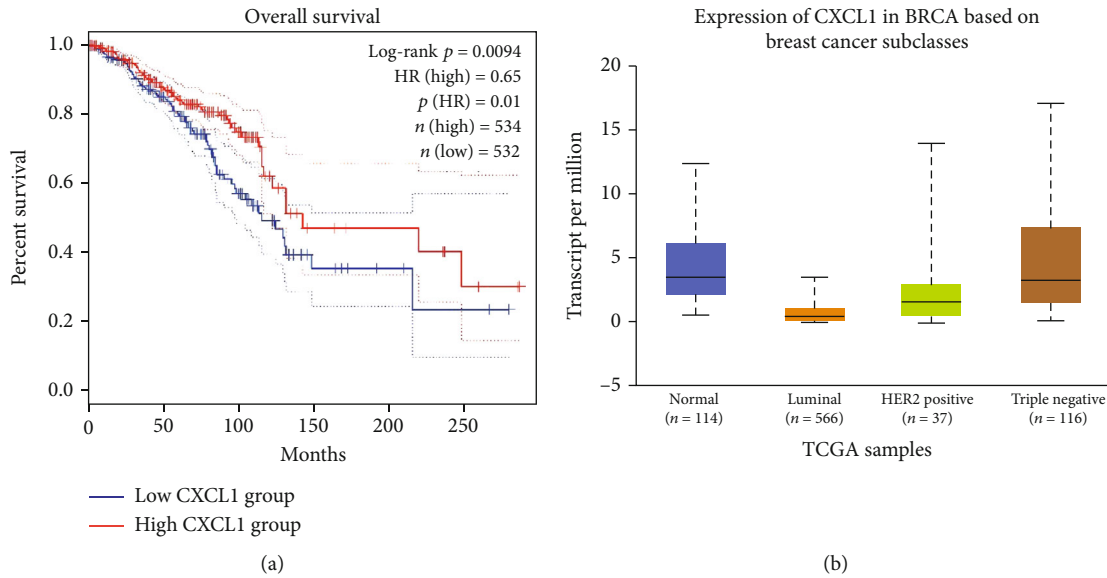 Overall survival
Log-rank p = 0.0094
HR (high) = 0.65
p (HR) = 0.01
n (high) = 534
n (low) = 532
Percent survival
1.0
0.8
0.6
0.4
0.2
0.0
0 50 100 150 200 250
Months
Low CXCL1 group
High CXCL1 group
(a)
Expression of CXCL1 in BRCA based on
breast cancer subclasses
Transcript per million
20
15
10
5
0
–5
Normal
(n = 114)
Luminal
(n = 566)
HER2 positive
(n = 37)
Triple negative
(n = 116)
TCGA samples
(b)